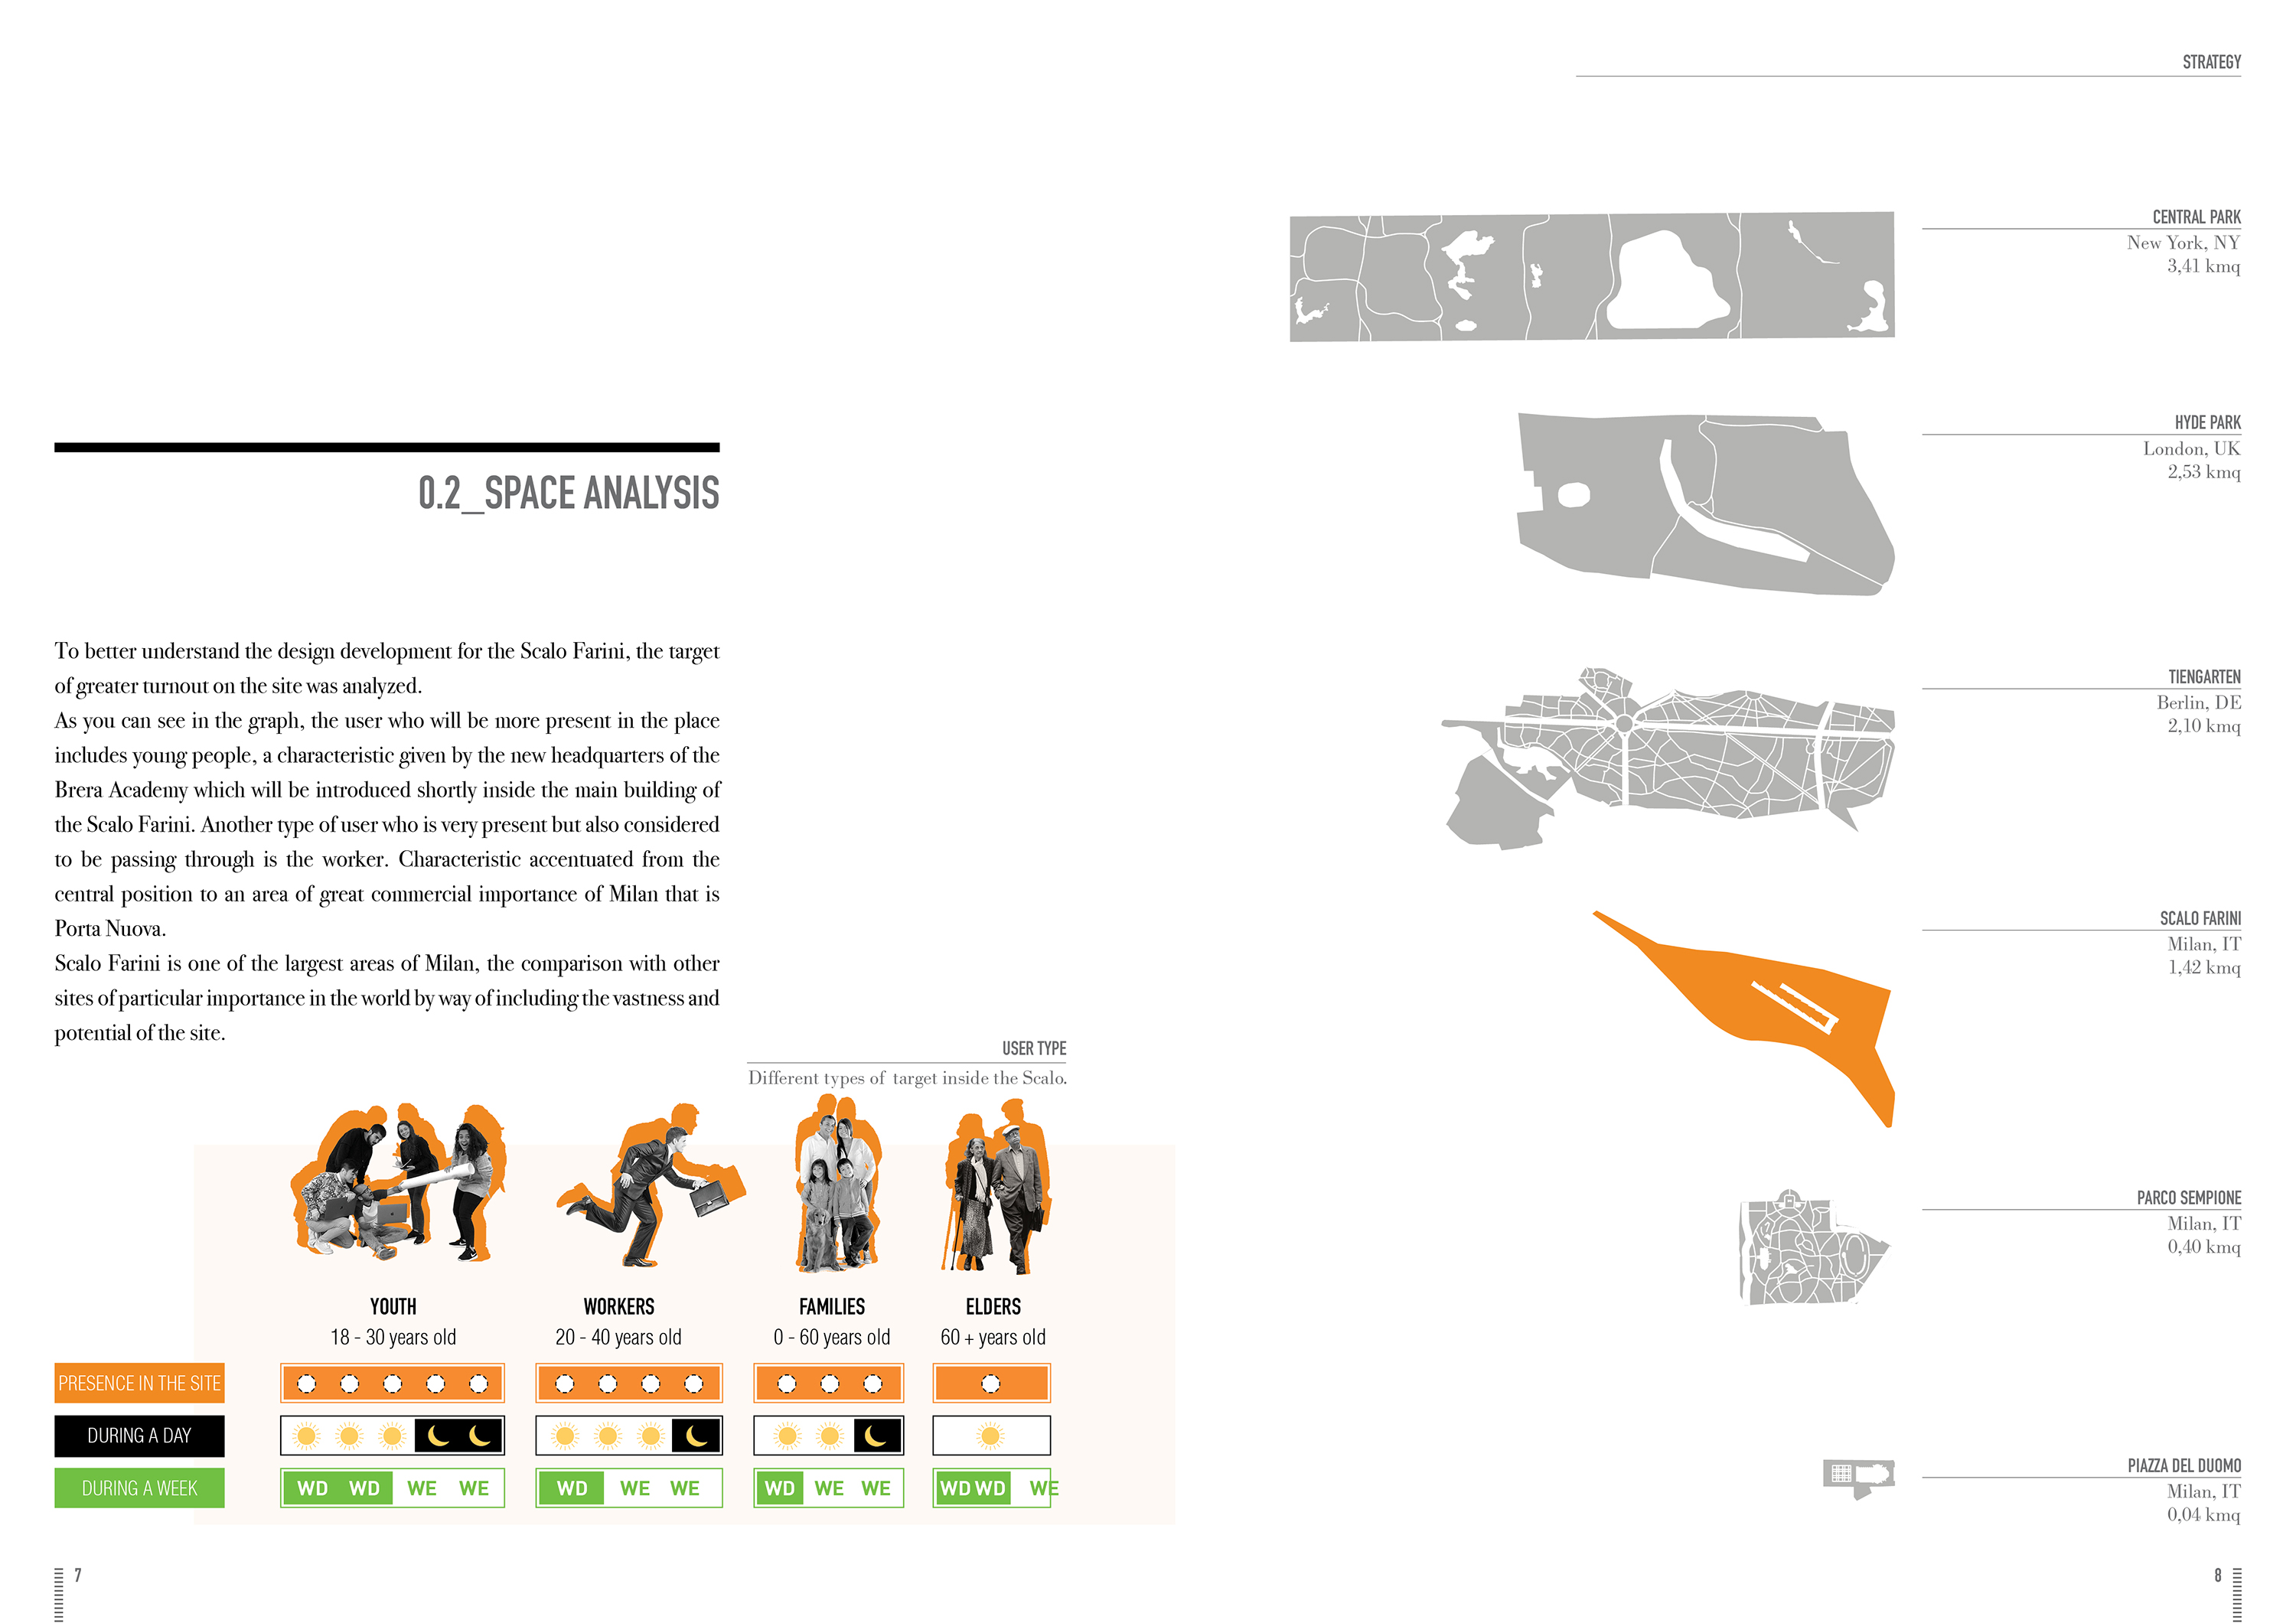 0.2_SPACE ANALYSIS
To better understand the design development for the Scalo Farini, the target
of greater turnout on the site was analyzed.
As you can see in the graph, the user who will be more present in the place
includes young people, a characteristic given by the new headquarters of the
Brera Academy which will be introduced shortly inside the main building of
the Scalo Farini. Another type of user who is very present but also considered
to be passing through is the worker. Characteristic accentuated from the
central position to an area of great commercial importance of Milan that is
Porta Nuova.
Scalo Farini is one of the largest areas of Milan, the comparison with other
sites of particular importance in the world by way of including the vastness and
potential of the site.
USER TYPE
Different types of target inside the Scalo.
YOUTH WORKERS FAMILIES ELDERS
18 - 30 years old 20 - 40 years old 0 - 60 years old 60 + years old
PRESENCE IN THE SITE
DURING A DAY
DURING A WEEK WD WD WE WE WD WE WE WD WE WE WD WD WE
7
STRATEGY
CENTRAL PARK
New York, NY
3,41 kmq
HYDE PARK
London, UK
2,53 kmq
TIENGARTEN
Berlin, DE
2,10 kmq
SCALO FARINI
Milan, IT
1,42 kmq
PARCO SEMPIONE
Milan, IT
0,40 kmq
PIAZZA DEL DUOMO
Milan, IT
0,04 kmq
8